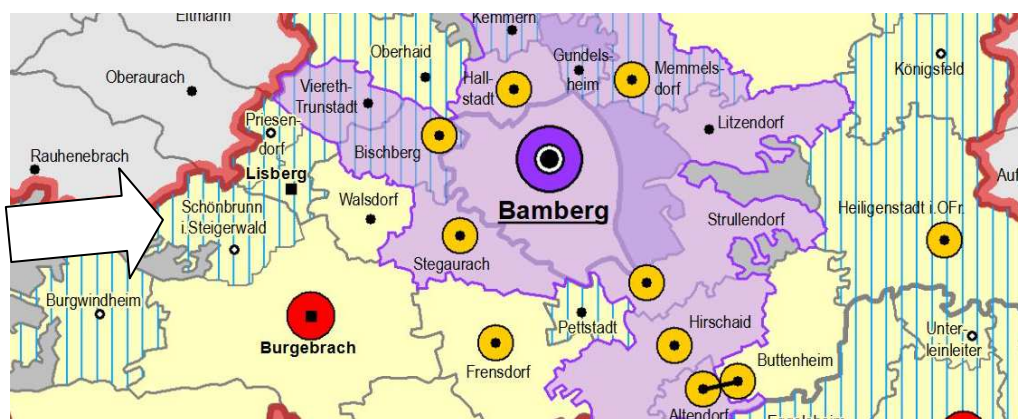 Eltmann
Kemmern
Oberhaid
Gundels-
heim
Memmels-
dorf
Königsfeld
Oberaurach
Viereth-
Trunstadt
Hall-
stadt
Litzendorf
Priesen-
dorf
Bischberg
Rauhenebrach
Lisberg
Auf
Schönbrunn
i.Steigerwald
Walsdorf
Bamberg
Strullendorf
Heiligenstadt i.OFr.
Stegaurach
Burgwindheim
Pettstadt
Hirschaid
Unter-
leinleiter
Burgebrach
Frensdorf
Buttenheim
Altendorf